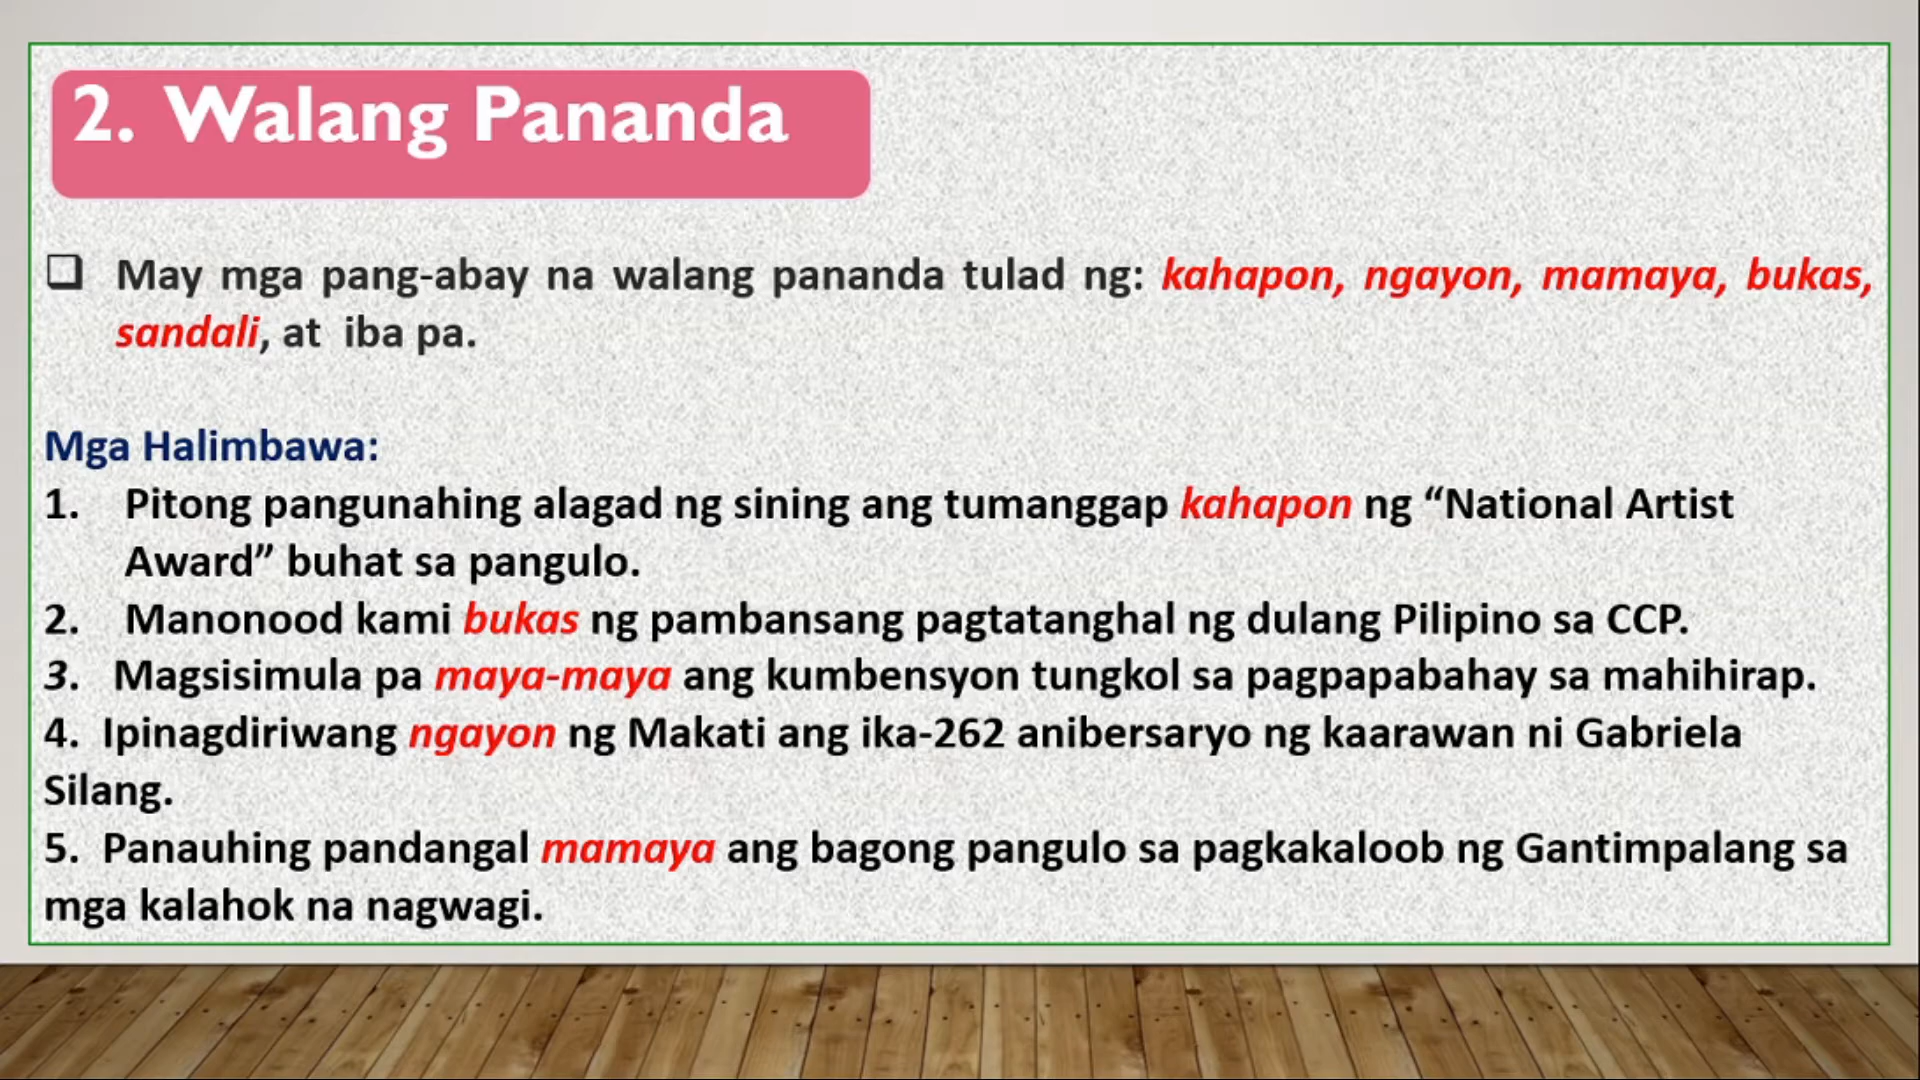 2. Walang Pananda
❑ May mga pang-abay na walang pananda tulad ng: kahapon, ngayon, mamaya, bukas,
sandali, at iba pa.
Mga Halimbawa:
1. Pitong pangunahing alagad ng sining ang tumanggap kahapon ng “National Artist
Award” buhat sa pangulo.
2. Manonood kami bukas ng pambansang pagtatanghal ng dulang Pilipino sa CCP.
3. Magsisimula pa maya-maya ang kumbensyon tungkol sa pagpapabahay sa mahihirap.
4. Ipinagdiriwang ngayon ng Makati ang ika-262 anibersaryo ng kaarawan ni Gabriela
Silang.
5. Panauhing pandangal mamaya ang bagong pangulo sa pagkakaloob ng Gantimpalang sa
mga kalahok na nagwagi.